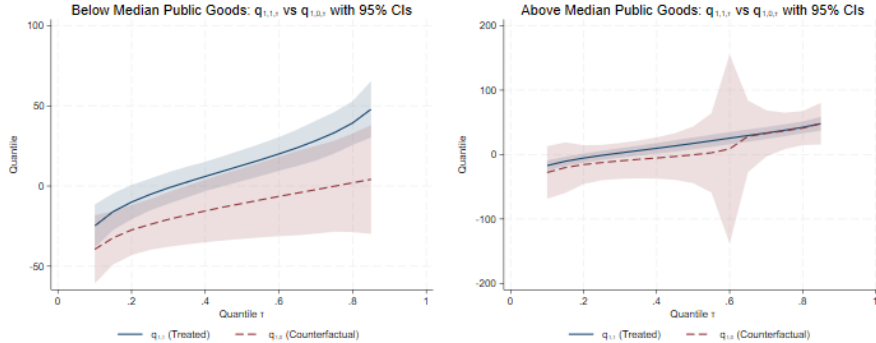 Below Median Public Goods: q₁,₁,τ vs q₁,₀,τ with 95% CIs
100
50
0
-50
Quantile
0 .2 .4 .6 .8 1
Quantile τ
q₁,₁ (Treated) q₁,₀ (Counterfactual)
Above Median Public Goods: q₁,₁,τ vs q₁,₀,τ with 95% CIs
200
100
0
-100
-200
Quantile
0 .2 .4 .6 .8 1
Quantile τ
q₁,₁ (Treated) q₁,₀ (Counterfactual)